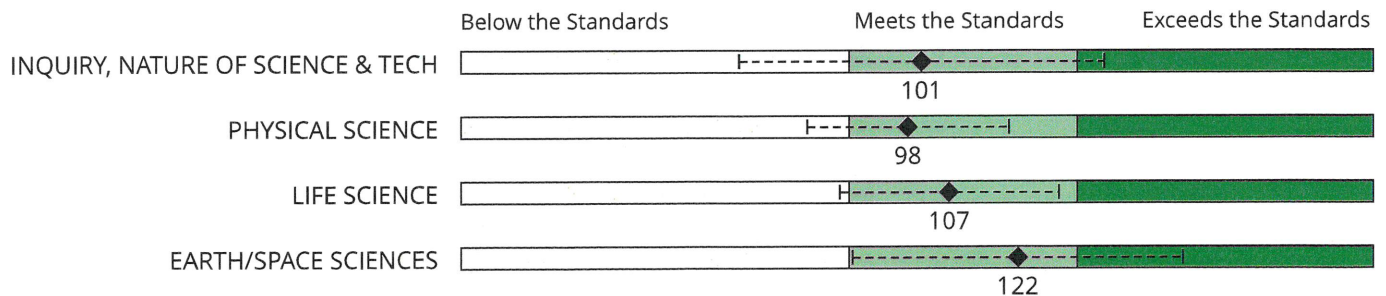 Below the Standards Meets the Standards Exceeds the Standards
INQUIRY, NATURE OF SCIENCE & TECH
101
PHYSICAL SCIENCE
98
LIFE SCIENCE
107
EARTH/SPACE SCIENCES
122